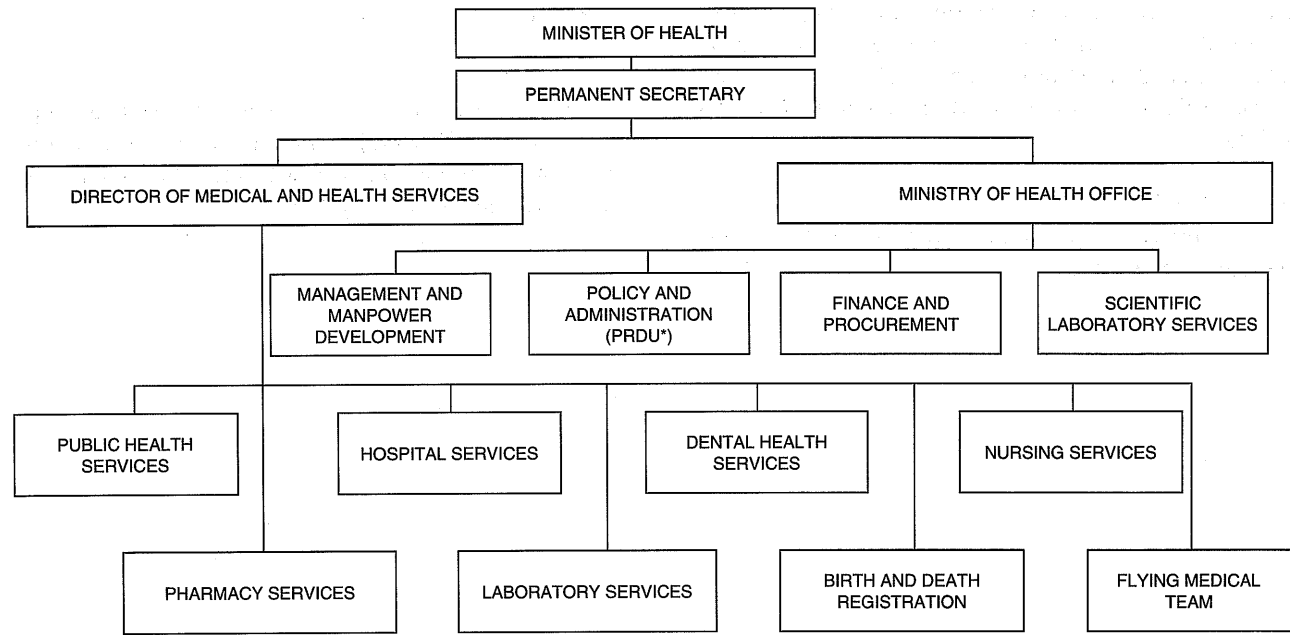 MINISTER OF HEALTH
PERMANENT SECRETARY
DIRECTOR OF MEDICAL AND HEALTH SERVICES
MINISTRY OF HEALTH OFFICE
MANAGEMENT AND
MANPOWER
DEVELOPMENT
POLICY AND
ADMINISTRATION
(PRDU*)
FINANCE AND
PROCUREMENT
SCIENTIFIC
LABORATORY SERVICES
PUBLIC HEALTH
SERVICES
HOSPITAL SERVICES
DENTAL HEALTH
SERVICES
NURSING SERVICES
PHARMACY SERVICES
LABORATORY SERVICES
BIRTH AND DEATH
REGISTRATION
FLYING MEDICAL
TEAM